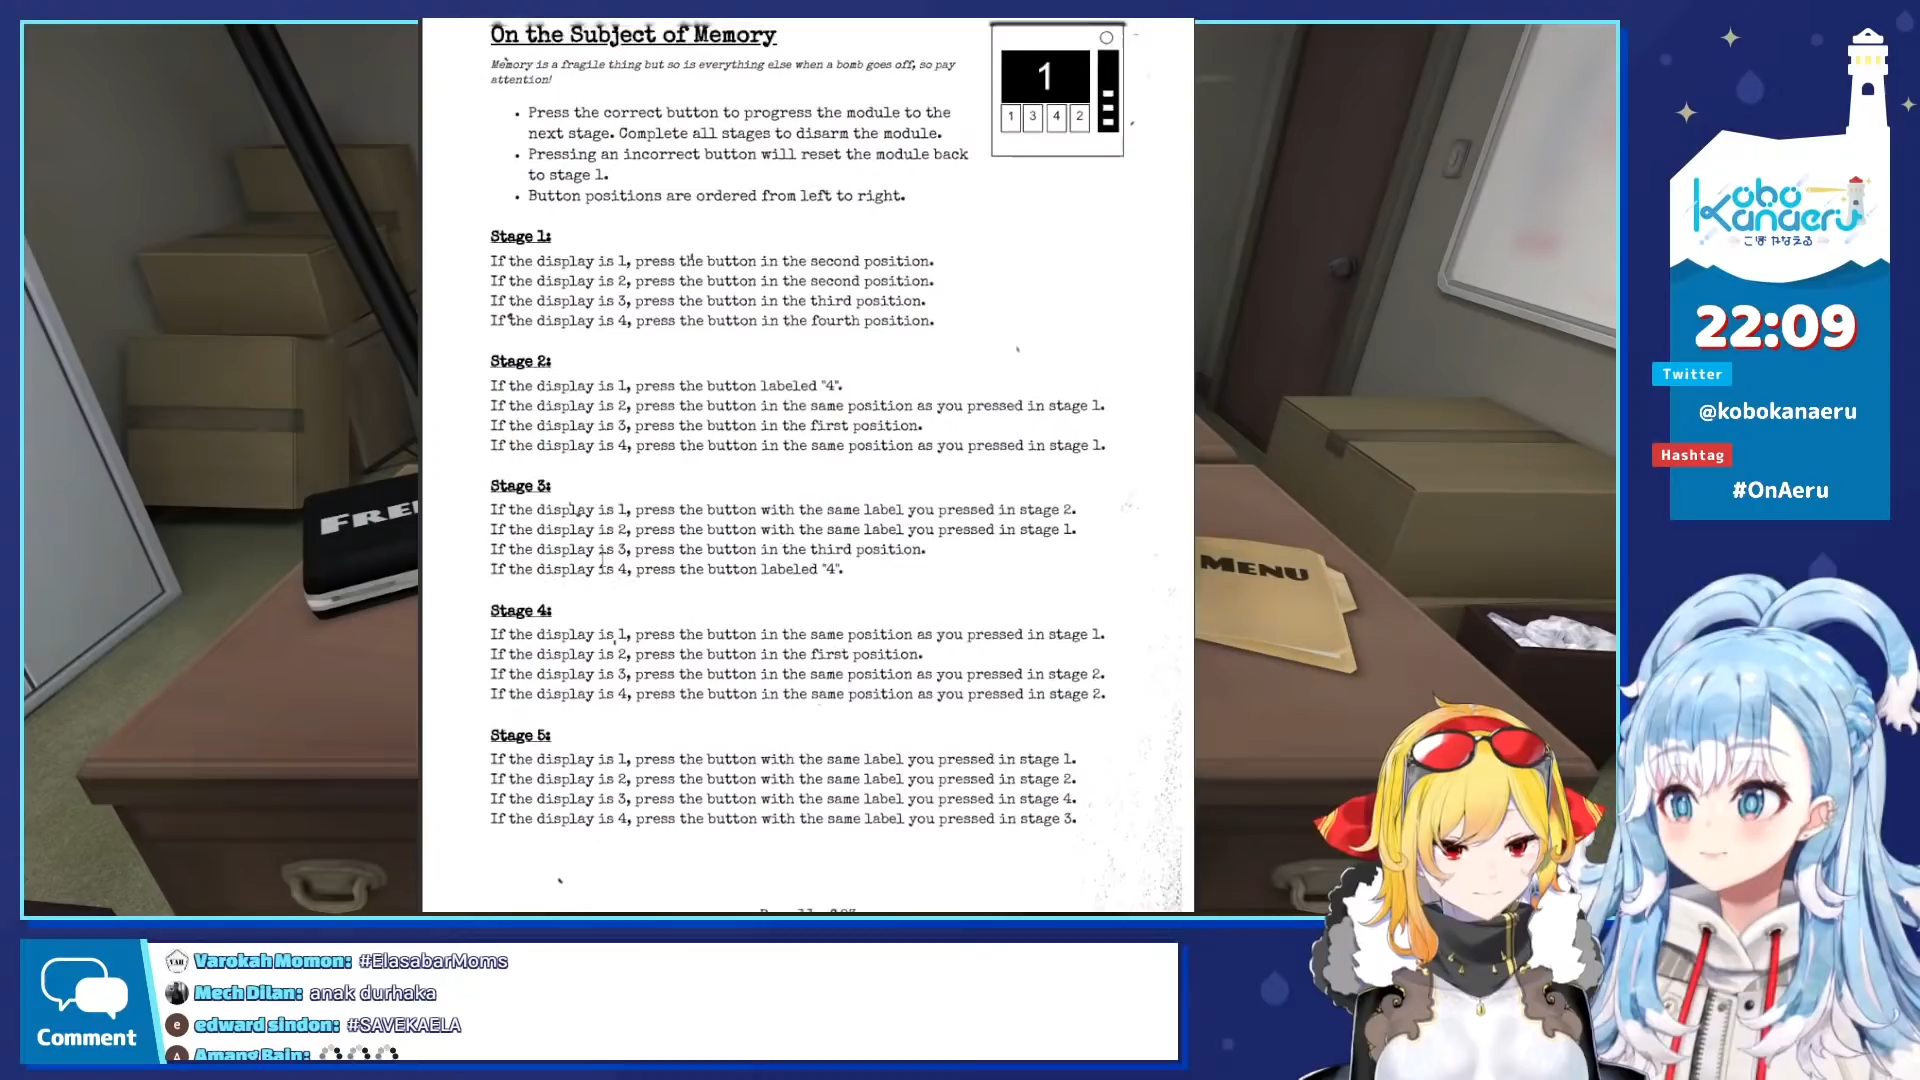 On the Subject of Memory
Memory is a fragile thing but so is everything else when a bomb goes off, so pay
attention!
• Press the correct button to progress the module to the
next stage. Complete all stages to disarm the module.
• Pressing an incorrect button will reset the module back
to stage 1.
• Button positions are ordered from left to right.
1
1 3 4 2
Stage 1:
If the display is 1, press the button in the second position.
If the display is 2, press the button in the second position.
If the display is 3, press the button in the third position.
If the display is 4, press the button in the fourth position.
Stage 2:
If the display is 1, press the button labeled "4".
If the display is 2, press the button in the same position as you pressed in stage 1.
If the display is 3, press the button in the first position.
If the display is 4, press the button in the same position as you pressed in stage 1.
Stage 3:
If the display is 1, press the button with the same label you pressed in stage 2.
If the display is 2, press the button with the same label you pressed in stage 1.
If the display is 3, press the button in the third position.
If the display is 4, press the button labeled "4".
Stage 4:
If the display is 1, press the button in the same position as you pressed in stage 1.
If the display is 2, press the button in the first position.
If the display is 3, press the button in the same position as you pressed in stage 2.
If the display is 4, press the button in the same position as you pressed in stage 2.
Stage 5:
If the display is 1, press the button with the same label you pressed in stage 1.
If the display is 2, press the button with the same label you pressed in stage 2.
If the display is 3, press the button with the same label you pressed in stage 4.
If the display is 4, press the button with the same label you pressed in stage 3.
FREE
MENU
Kobo
Kanaeru
こぼ かなえる
22:09
Twitter
@kobokanaeru
Hashtag
#OnAeru
Comment
Varokah Momon: #ElasabarMoms
Mech Dilan: anak durhaka
edward sindon: #SAVEKAELA
Amang Bain: